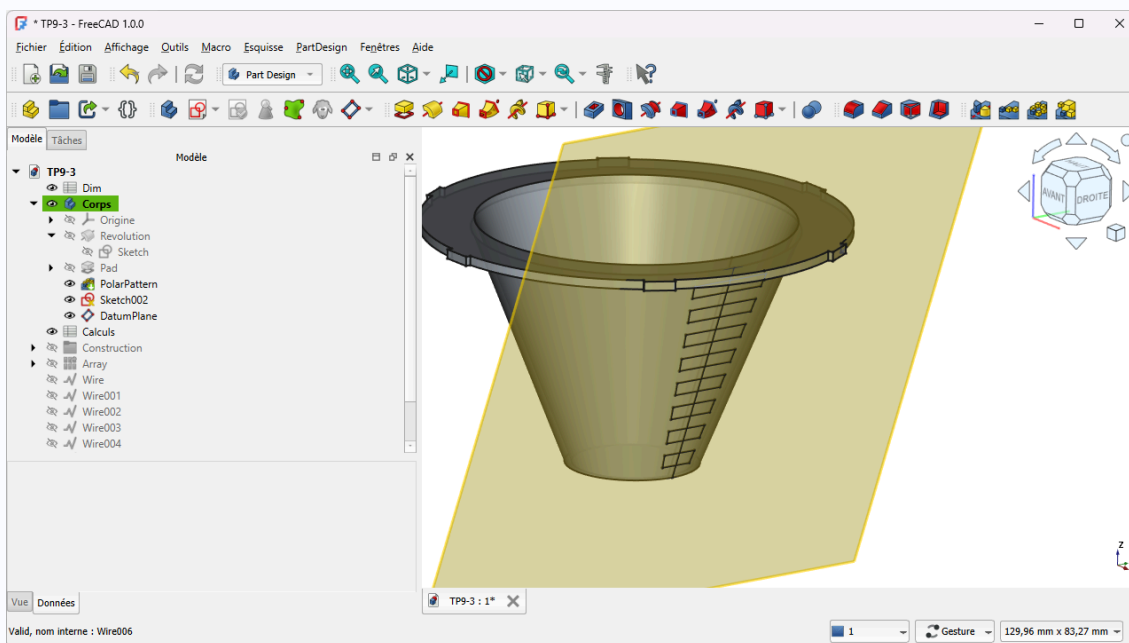 * TP9-3 - FreeCAD 1.0.0
Fichier Édition Affichage Outils Macro Esquisse PartDesign Fenêtres Aide
Part Design
Modèle Tâches
Modèle
TP9-3
Dim
Corps
Origine
Revolution
Sketch
Pad
PolarPattern
Sketch002
DatumPlane
Calculs
Construction
Array
Wire
Wire001
Wire002
Wire003
Wire004
AVANT DROITE
Z
Vue Données
TP9-3 : 1*
Valid, nom interne : Wire006
1 Gesture 129,96 mm x 83,27 mm